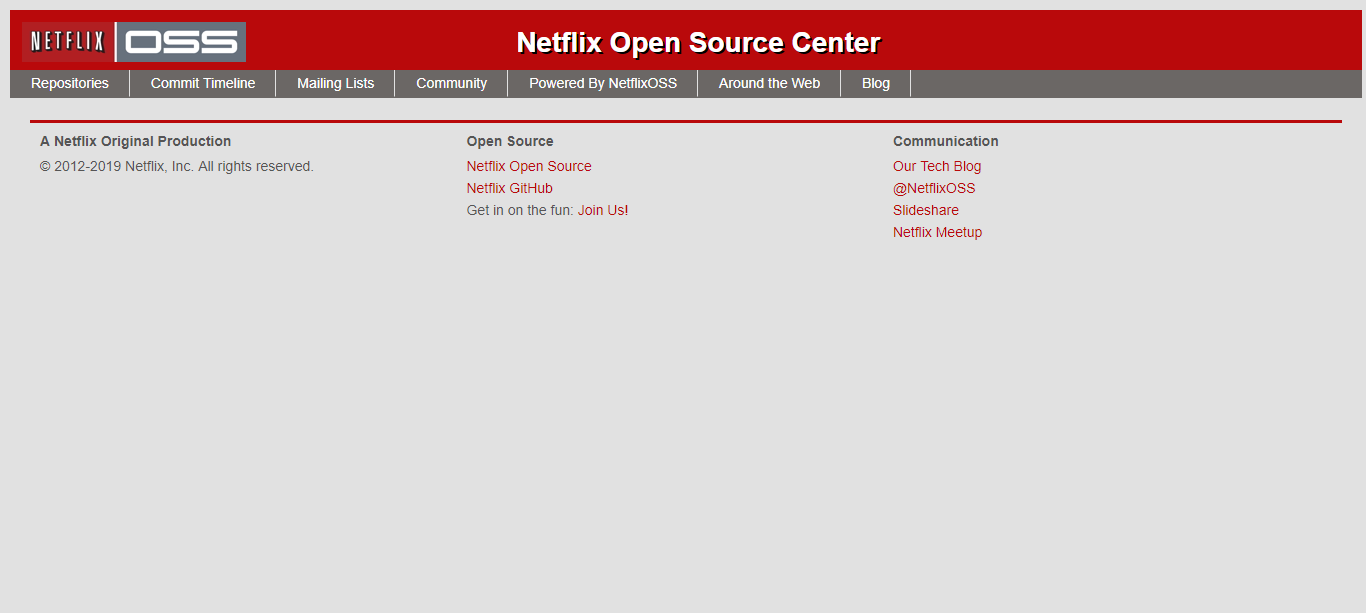 NETFLIX OSS
Netflix Open Source Center
Repositories Commit Timeline Mailing Lists Community Powered By NetflixOSS Around the Web Blog
A Netflix Original Production
© 2012-2019 Netflix, Inc. All rights reserved.
Open Source
Netflix Open Source
Netflix GitHub
Get in on the fun: Join Us!
Communication
Our Tech Blog
@NetflixOSS
Slideshare
Netflix Meetup